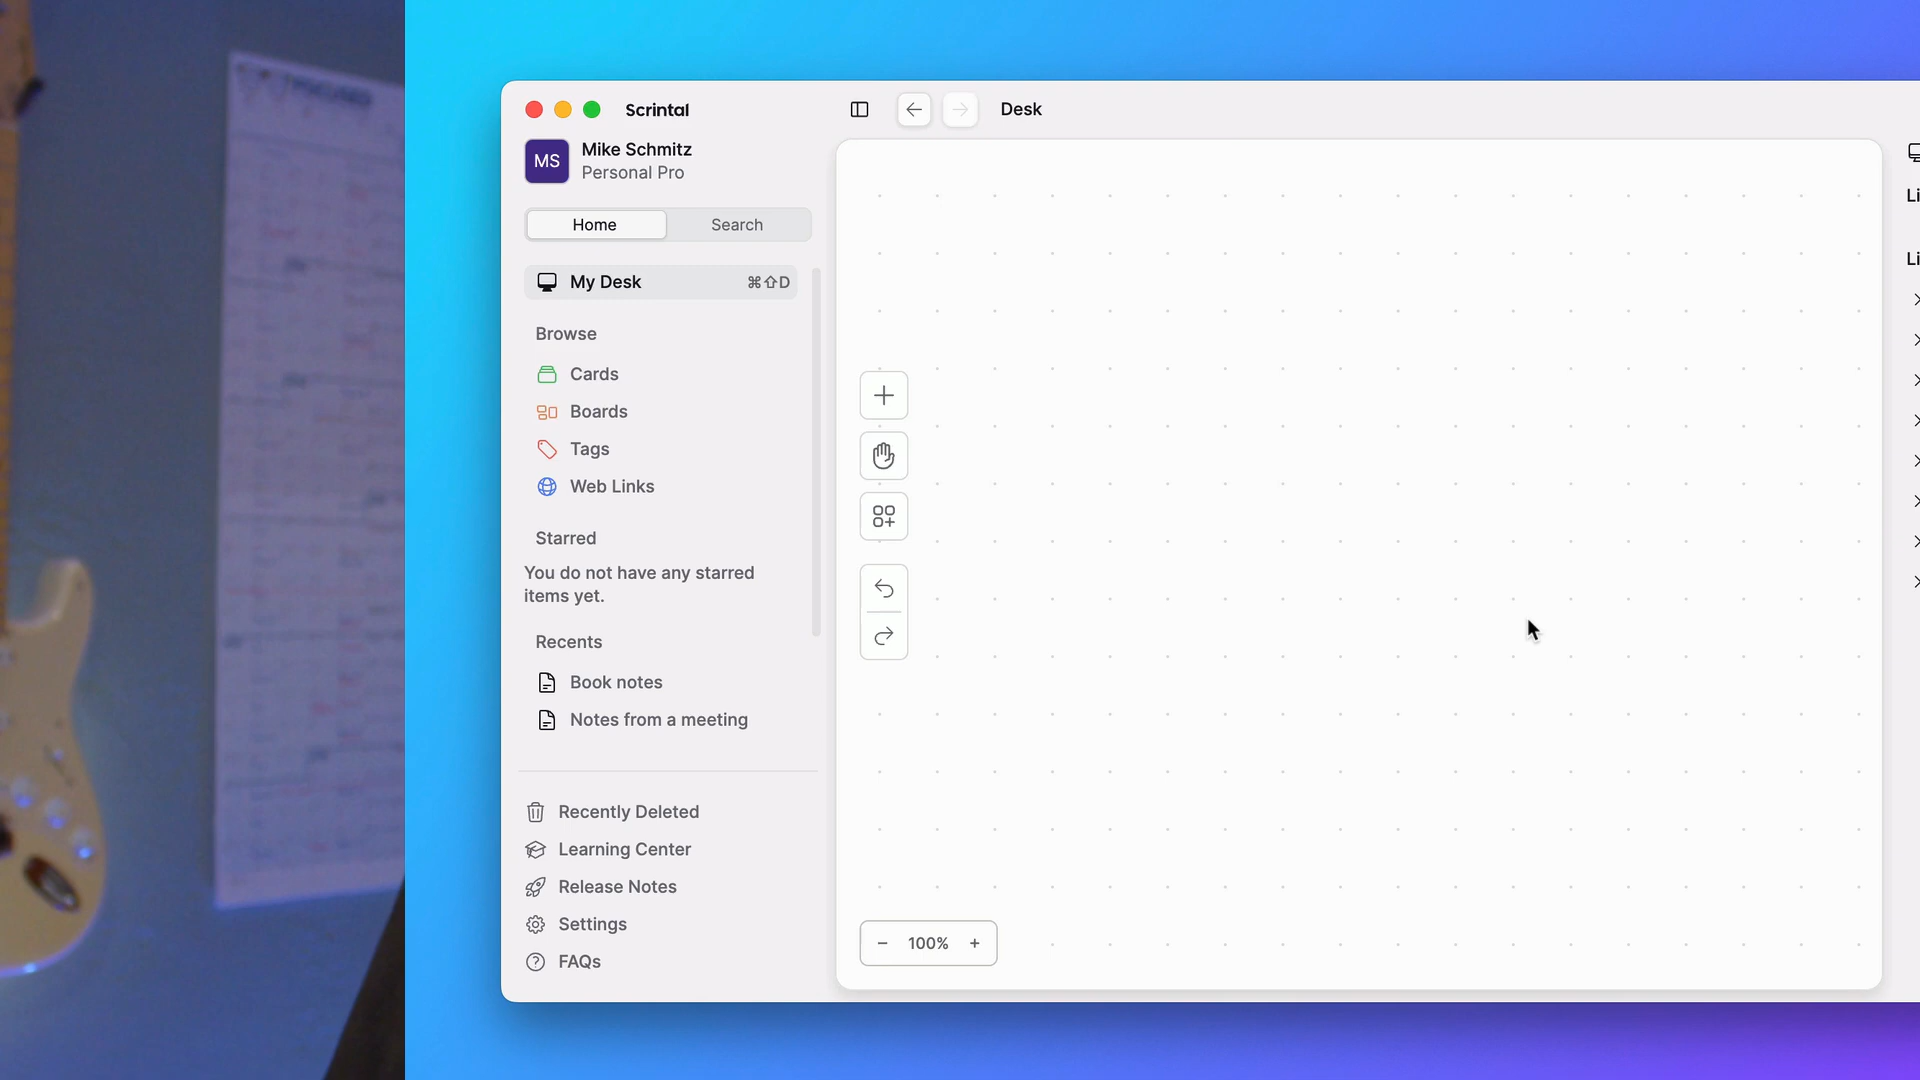 Scrintal
Desk
MS
Mike Schmitz
Personal Pro
Home
Search
My Desk
⌘⇧D
Browse
Cards
Boards
Tags
Web Links
Starred
You do not have any starred
items yet.
Recents
Book notes
Notes from a meeting
Recently Deleted
Learning Center
Release Notes
Settings
FAQs
− 100% +
Li
Li